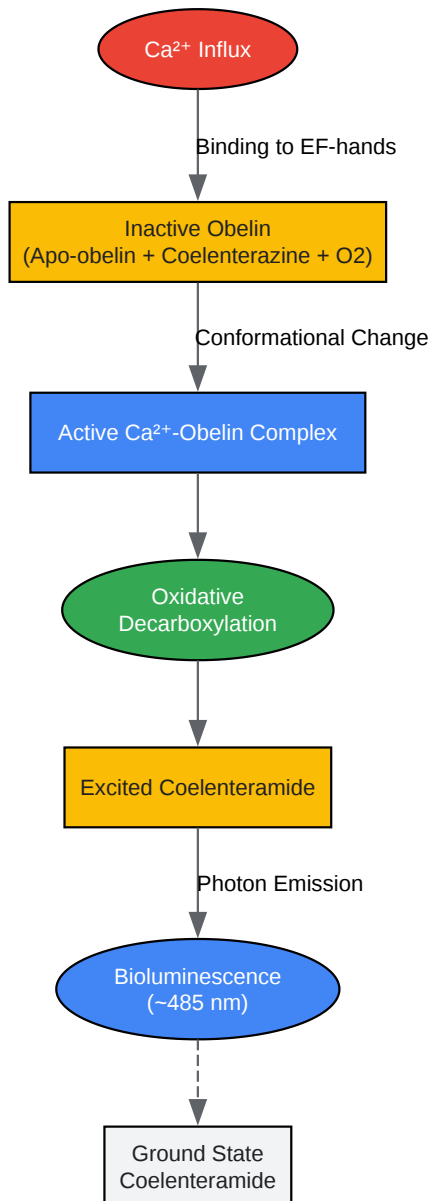 Ca²⁺ Influx
Binding to EF-hands
Inactive Obelin
(Apo-obelin + Coelenterazine + O2)
Conformational Change
Active Ca²⁺-Obelin Complex
Oxidative
Decarboxylation
Excited Coelenteramide
Photon Emission
Bioluminescence
(~485 nm)
Ground State
Coelenteramide